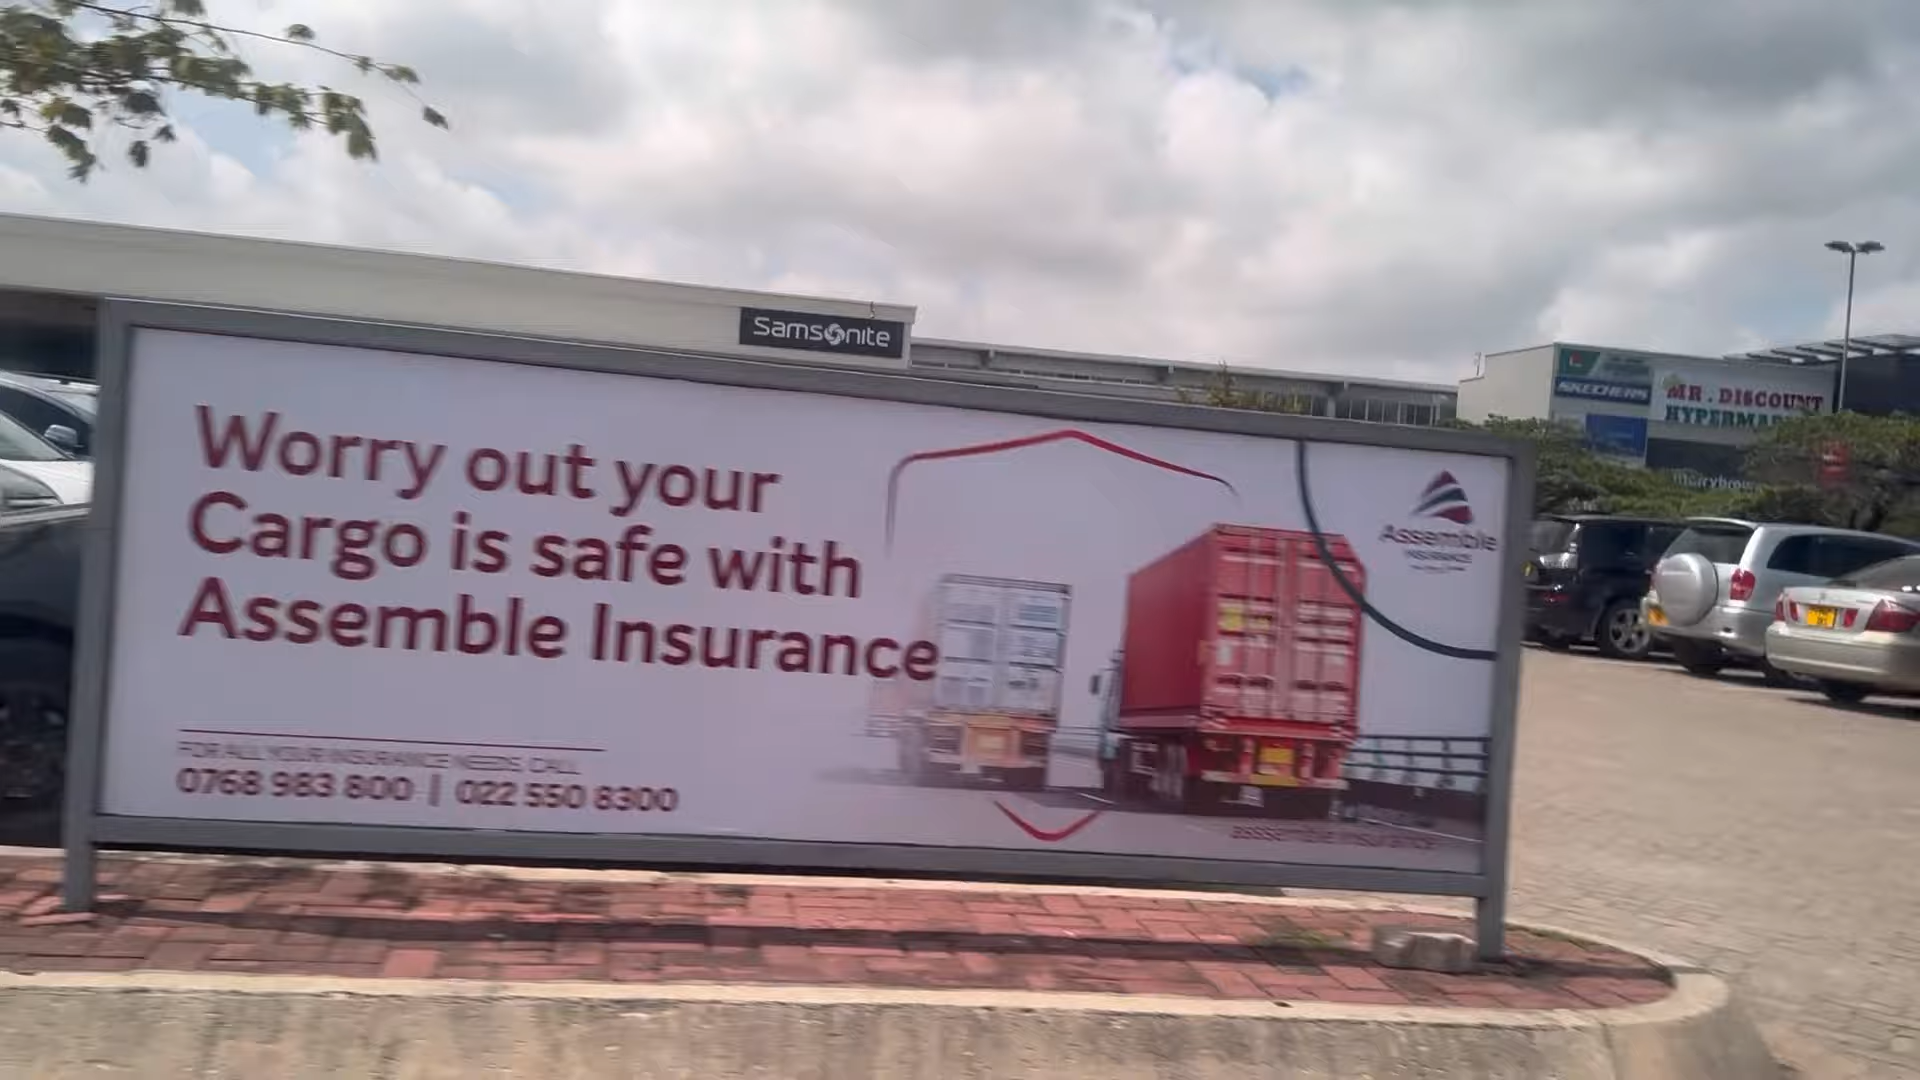 Samsonite
SKECHERS
MR. DISCOUNT
Worry out your
Cargo is safe with
Assemble Insurance
Assemble
INSURANCE
FOR ALL YOUR INSURANCE NEEDS CALL
0768 983 800 | 022 550 8300